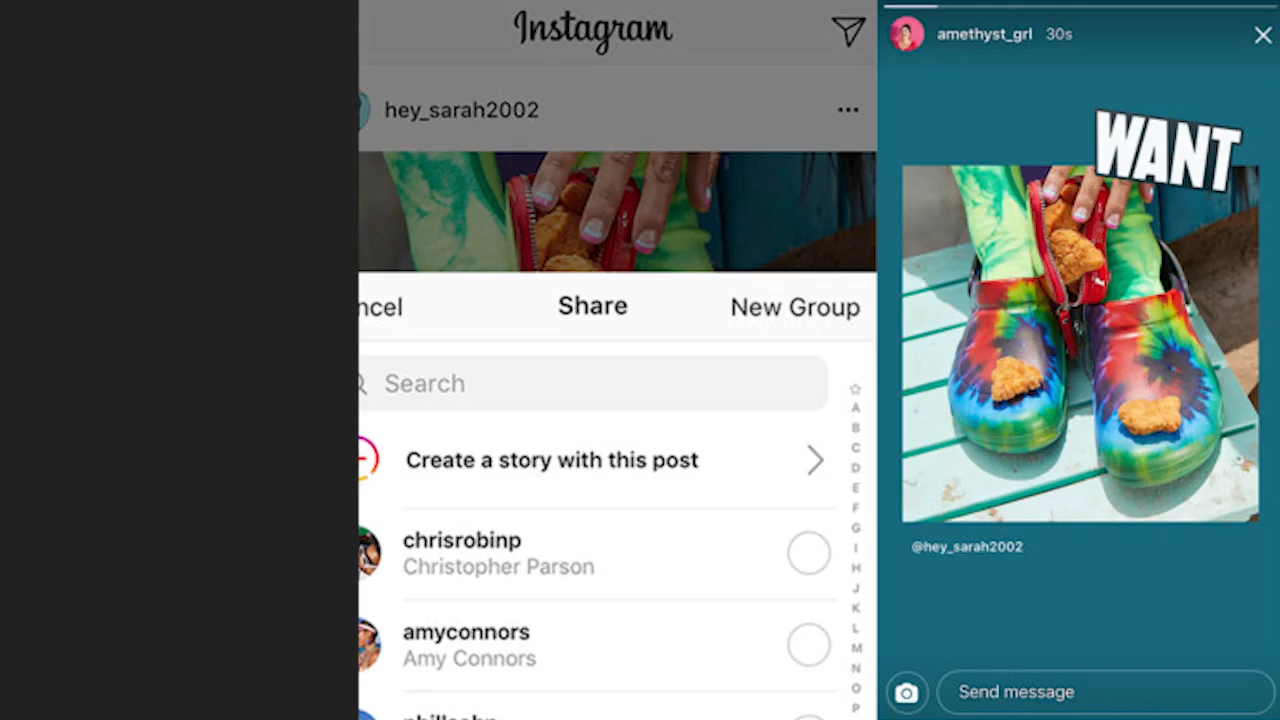 Instagram
hey_sarah2002
ncel
Share
New Group
Search
Create a story with this post
chrisrobinp
Christopher Parson
amyconnors
Amy Connors
A
B
C
D
E
F
G
I
H
J
K
L
M
N
O
P
amethyst_grl 30s
WANT
@hey_sarah2002
Send message